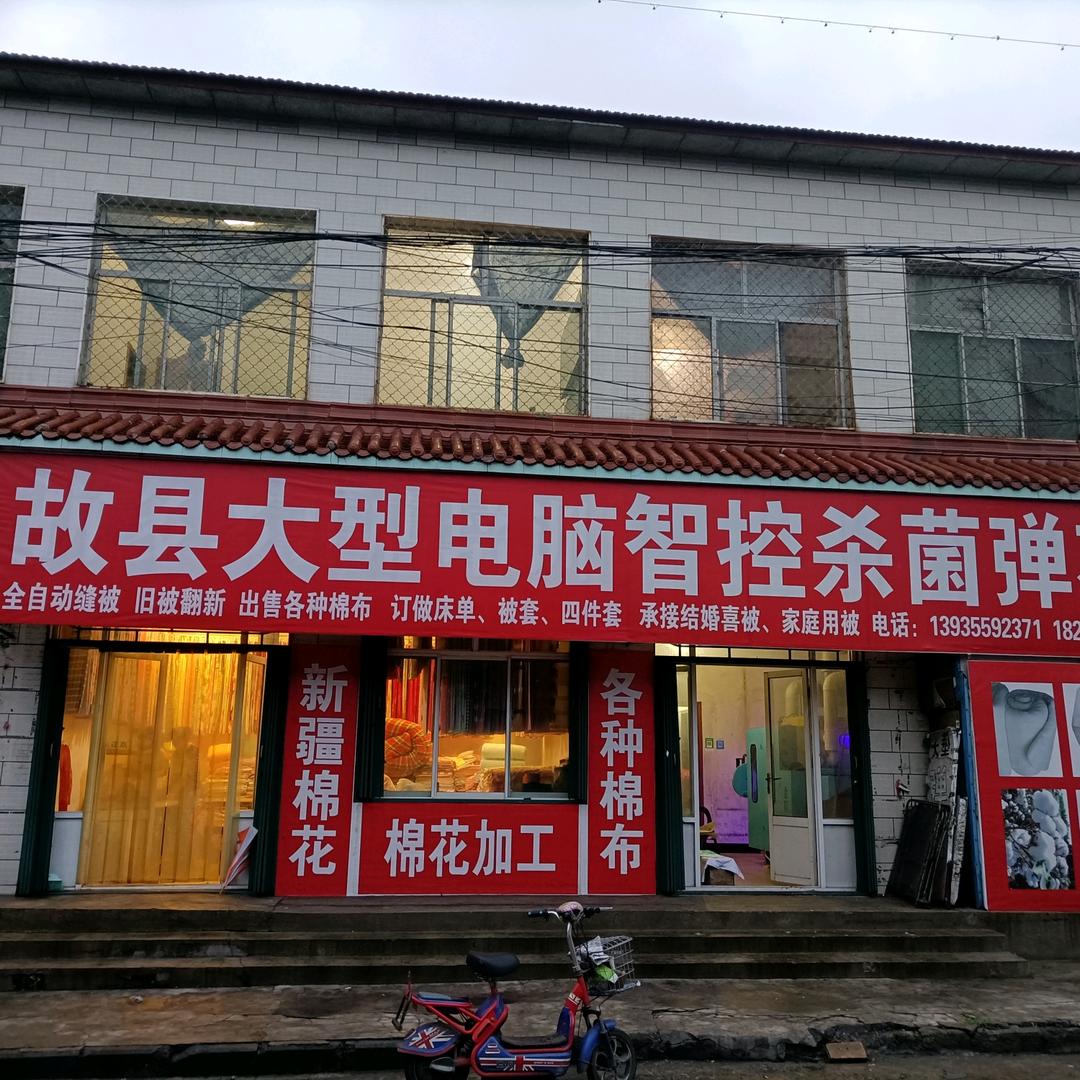 故县大型电脑智控杀菌弹
全自动缝被 旧被翻新 出售各种棉布 订做床单、被套、四件套 承接结婚喜被、家庭用被 电话：13935592371 182
新疆棉花
棉花加工
各种棉布